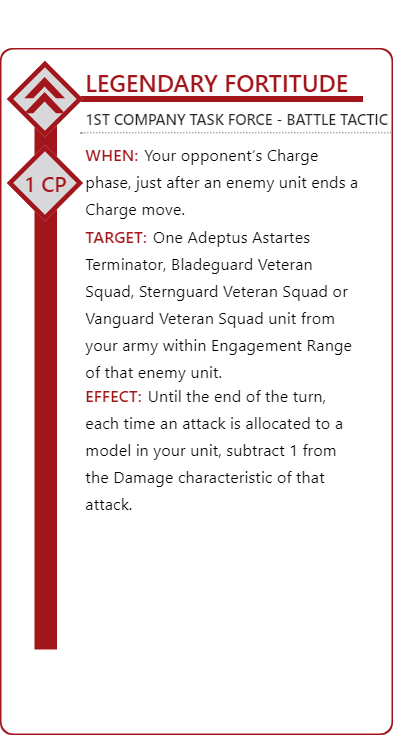 LEGENDARY FORTITUDE
1ST COMPANY TASK FORCE - BATTLE TACTIC
1 CP
WHEN: Your opponent's Charge
phase, just after an enemy unit ends a
Charge move.
TARGET: One Adeptus Astartes
Terminator, Bladeguard Veteran
Squad, Sternguard Veteran Squad or
Vanguard Veteran Squad unit from
your army within Engagement Range
of that enemy unit.
EFFECT: Until the end of the turn,
each time an attack is allocated to a
model in your unit, subtract 1 from
the Damage characteristic of that
attack.